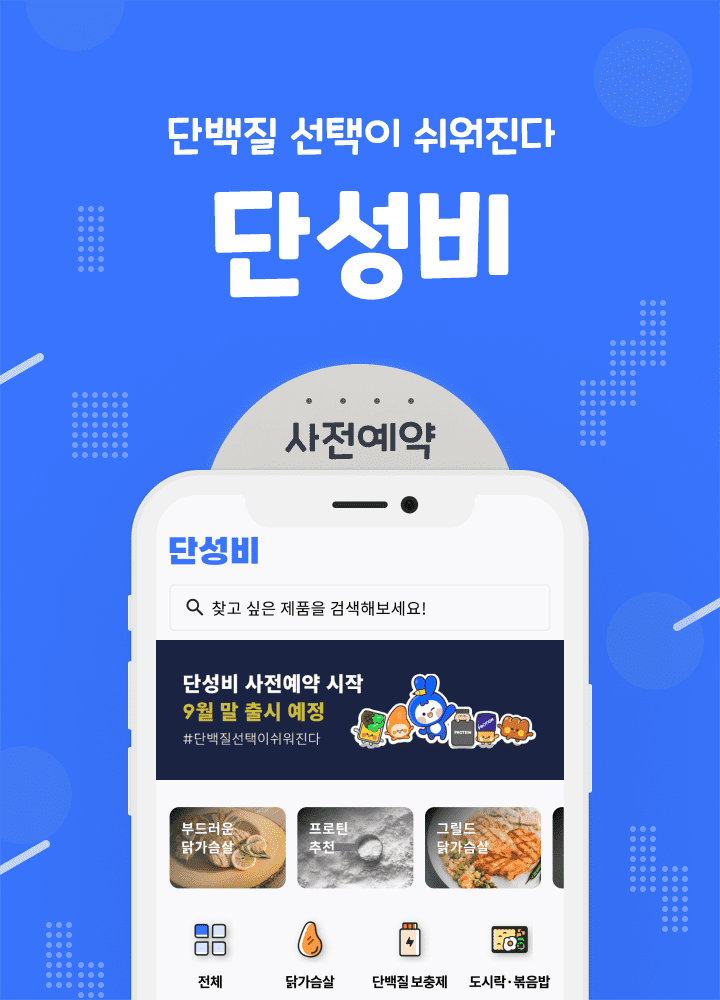 단백질 선택이 쉬워진다
단성비
사전예약
단성비
찾고 싶은 제품을 검색해보세요!
단성비 사전예약 시작
9월 말 출시 예정
#단백질선택이쉬워진다
PROTEIN
PROTEIN
부드러운
닭가슴살
프로틴
추천
그릴드
닭가슴살
전체
닭가슴살
단백질 보충제
도시락·볶음밥